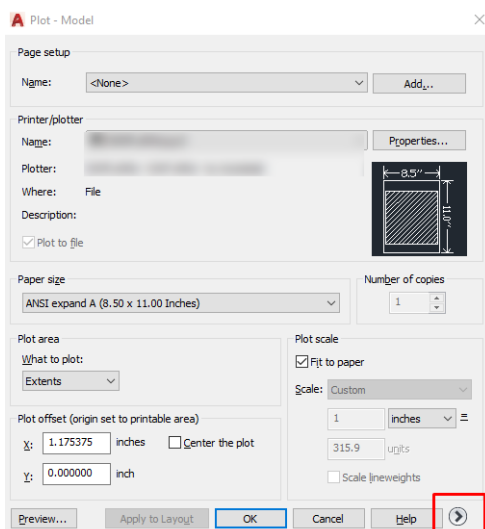 Plot - Model
Page setup
Name: <None> Add...
Printer/plotter
Name: Properties...
Plotter:
Where: File
Description:
Plot to file
8.5"
11.0"
Paper size
ANSI expand A (8.50 x 11.00 Inches)
Number of copies
1
Plot area
What to plot:
Extents
Plot scale
Fit to paper
Scale: Custom
1 inches =
315.9 units
Scale lineweights
Plot offset (origin set to printable area)
X: 1.175375 inches Center the plot
Y: 0.000000 inch
Preview... Apply to Layout OK Cancel Help